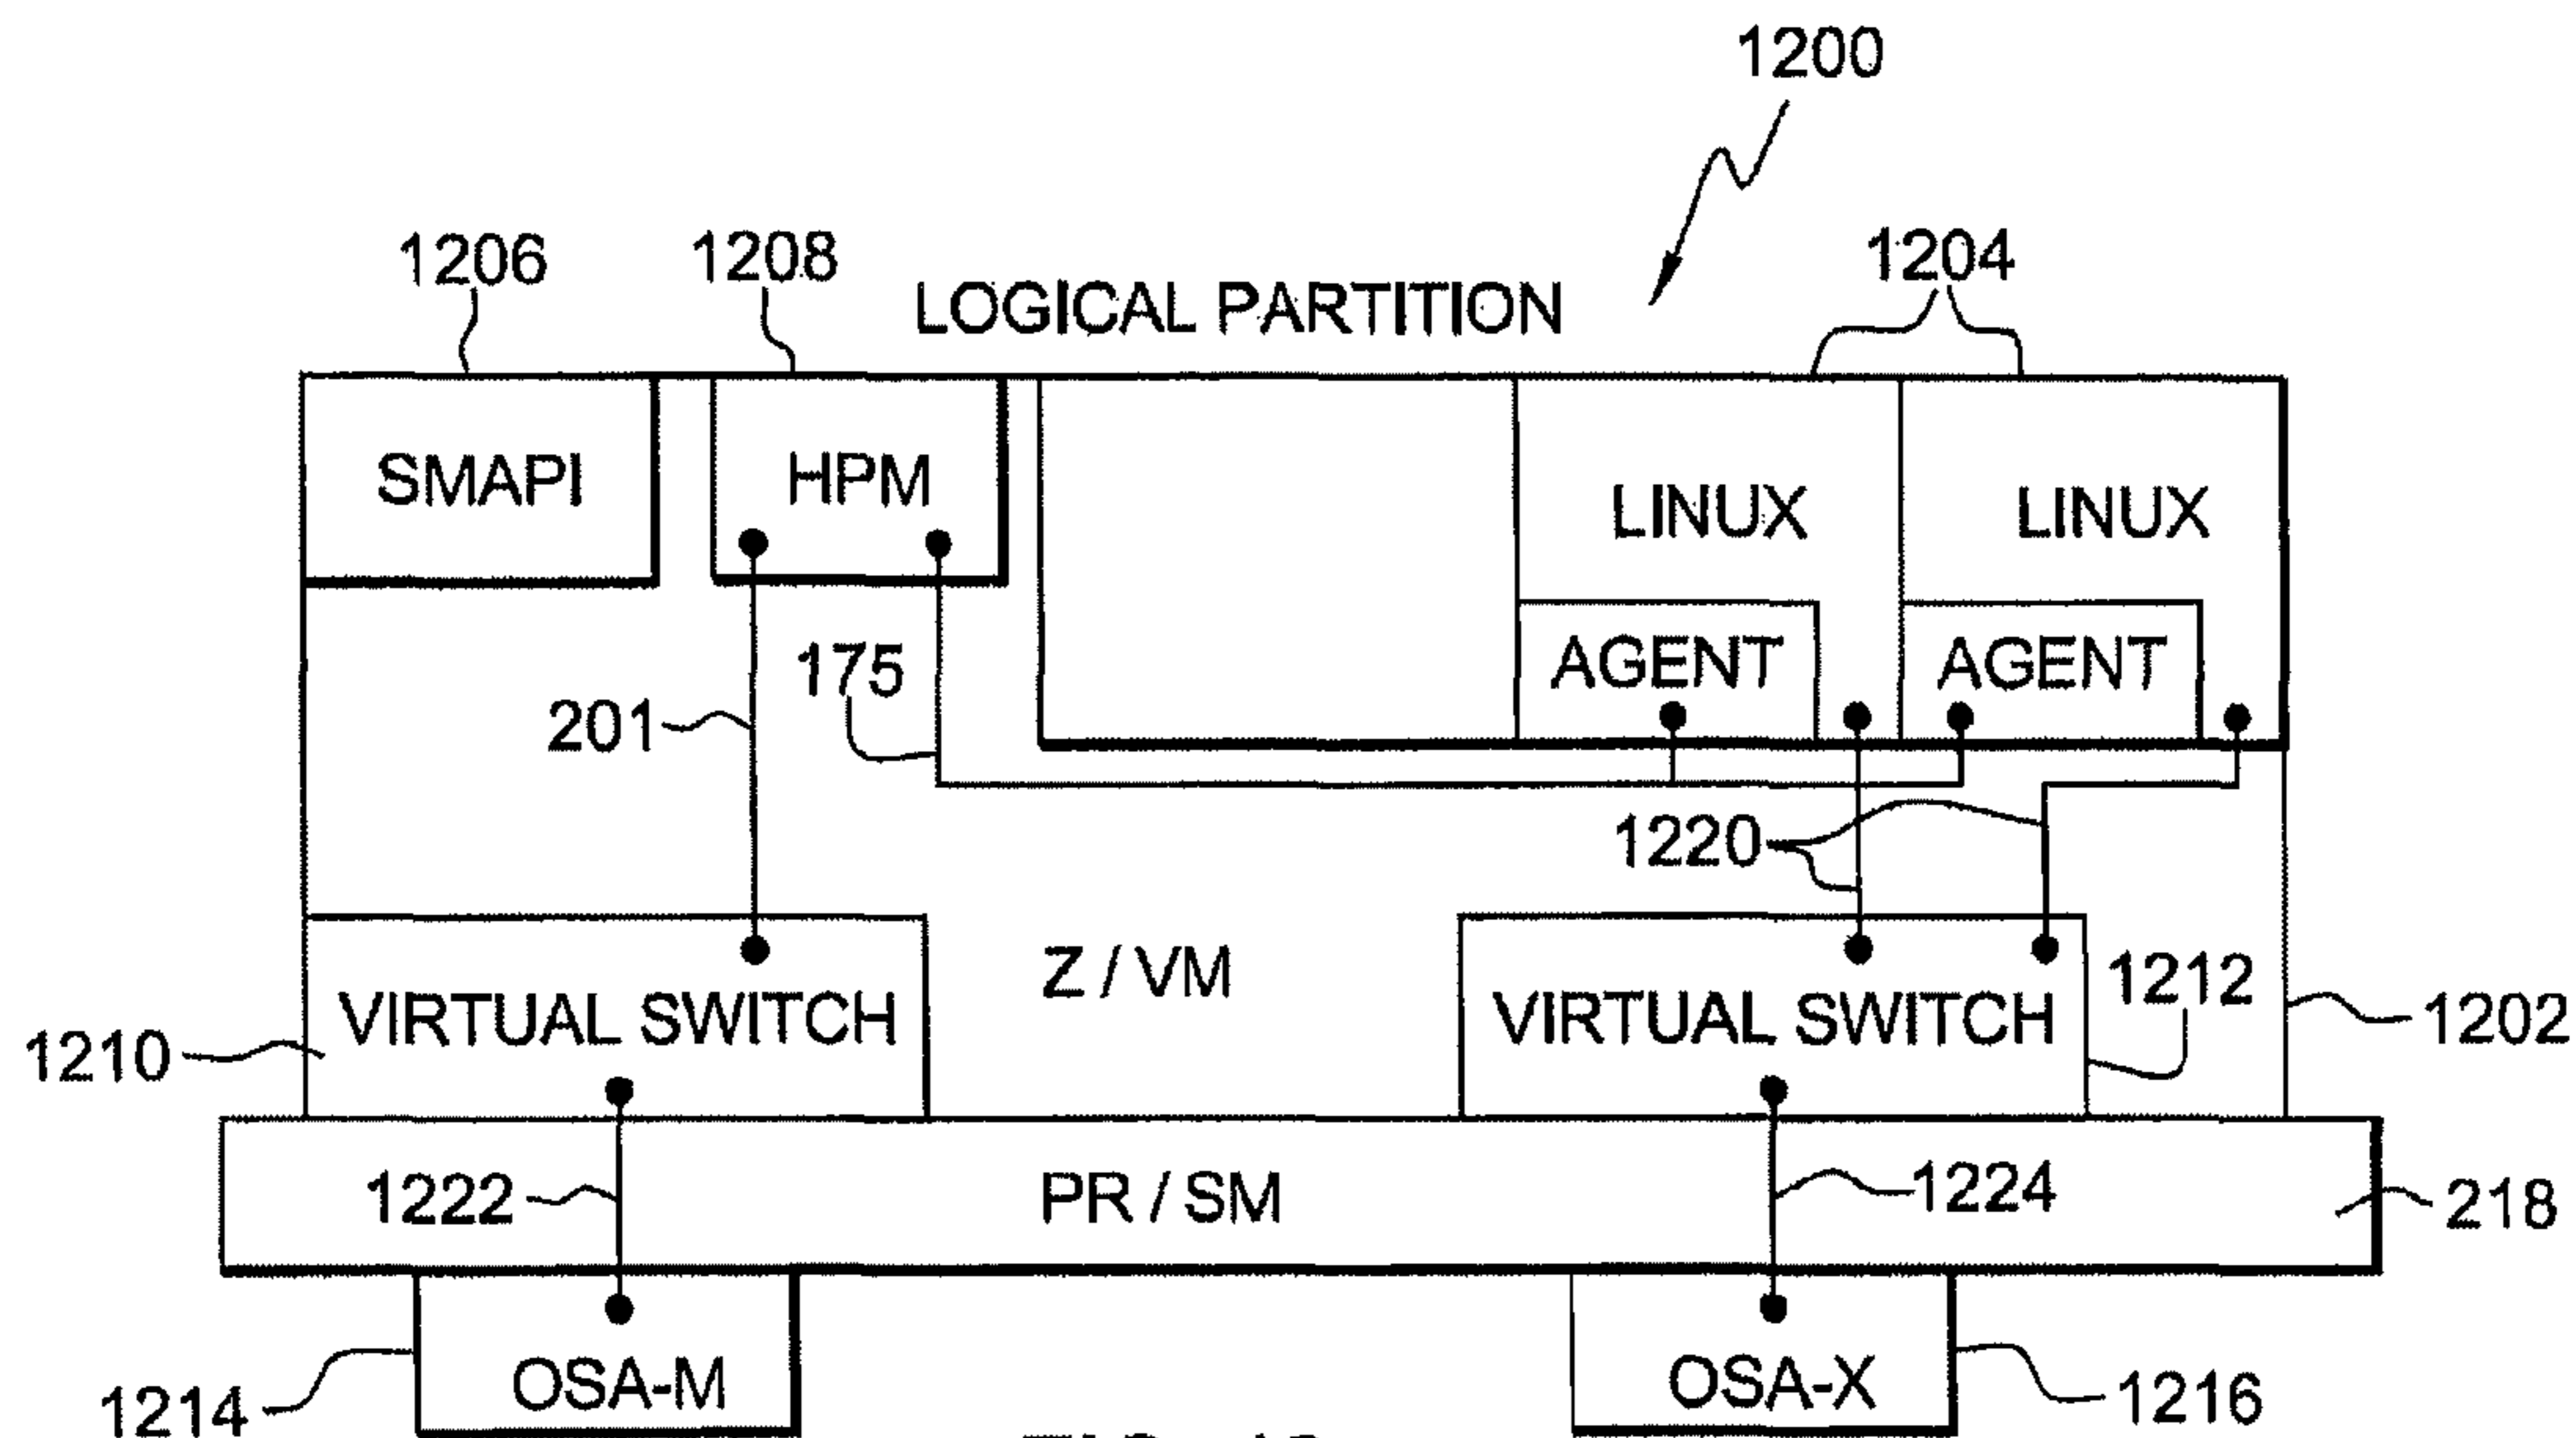 1200
1206 1208 1204
LOGICAL PARTITION
SMAPI HPM LINUX LINUX
AGENT AGENT
175
201
1220
Z / VM
1212
VIRTUAL SWITCH VIRTUAL SWITCH
1202
1210
1222 PR / SM 1224 218
OSA-M OSA-X
1214 1216